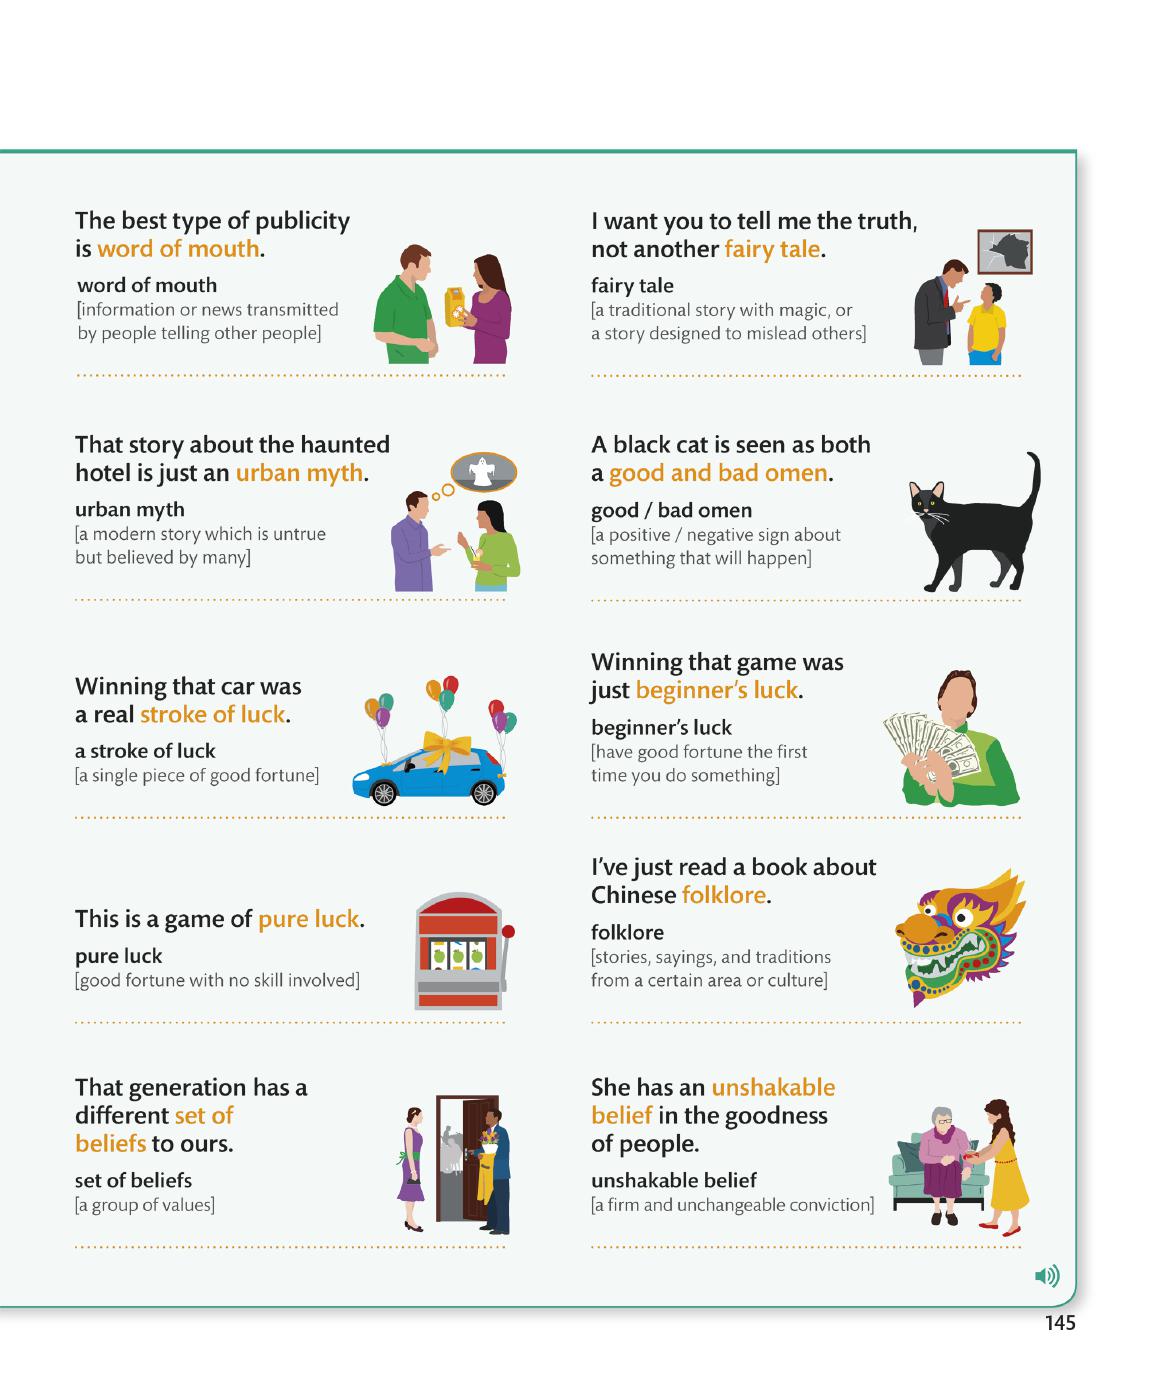 The best type of publicity
is word of mouth.
word of mouth
[information or news transmitted
by people telling other people]
I want you to tell me the truth,
not another fairy tale.
fairy tale
[a traditional story with magic, or
a story designed to mislead others]
That story about the haunted
hotel is just an urban myth.
urban myth
[a modern story which is untrue
but believed by many]
A black cat is seen as both
a good and bad omen.
good / bad omen
[a positive / negative sign about
something that will happen]
Winning that car was
a real stroke of luck.
a stroke of luck
[a single piece of good fortune]
Winning that game was
just beginner's luck.
beginner's luck
[have good fortune the first
time you do something]
This is a game of pure luck.
pure luck
[good fortune with no skill involved]
I've just read a book about
Chinese folklore.
folklore
[stories, sayings, and traditions
from a certain area or culture]
That generation has a
different set of
beliefs to ours.
set of beliefs
[a group of values]
She has an unshakable
belief in the goodness
of people.
unshakable belief
[a firm and unchangeable conviction]
145